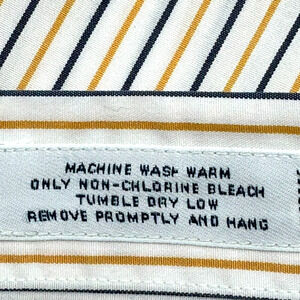 MACHINE WASH WARM
ONLY NON-CHLORINE BLEACH
TUMBLE DRY LOW
REMOVE PROMPTLY AND HANG